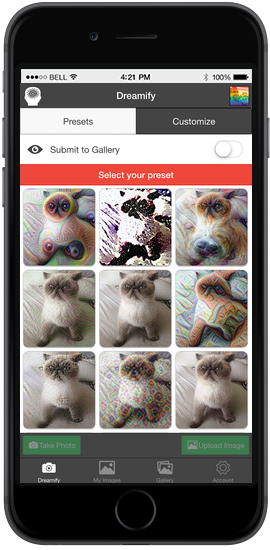 BELL 4:21 PM 100%
Dreamify
Presets Customize
Submit to Gallery
Select your preset
Take Photo Upload Image
Dreamify My Images Gallery Account